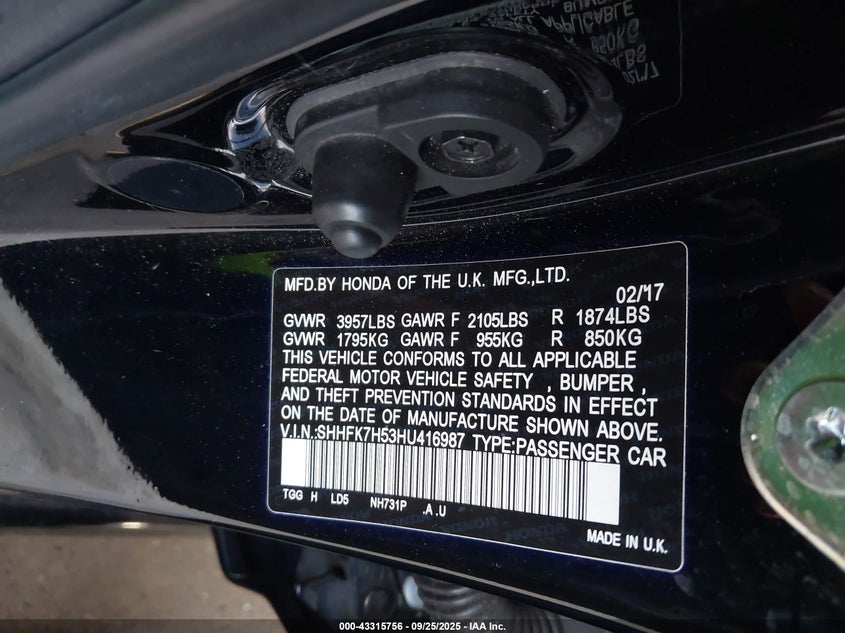 MFD.BY HONDA OF THE U.K. MFG.,LTD.
02/'17
GVWR 3957LBS GAWR F 2105LBS R 1874LBS
GVWR 1795KG GAWR F 955KG R 850KG
THIS VEHICLE CONFORMS TO ALL APPLICABLE
FEDERAL MOTOR VEHICLE SAFETY , BUMPER ,
AND THEFT PREVENTION STANDARDS IN EFFECT
ON THE DATE OF MANUFACTURE SHOWN ABOVE.
V.I.N.:SHHFK7H53HU416987 TYPE:PASSENGER CAR
TGG H LD5 NH731P .A .U
MADE IN U.K.
000-43315756 - 09/25/2025 - IAA Inc.